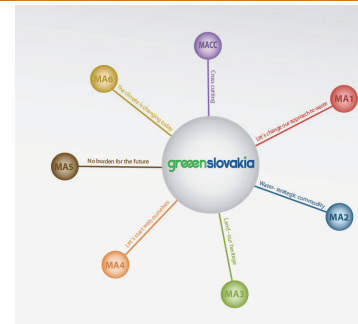 MACC
Cross cutting
MA6
The climate is changing today
MA1
Let's change our approach to waste
greeenslovakia
MA5
No burden for the future
Water- strategic commodity
MA2
Let's start with ourselves
MA4
Land - our heritage
MA3